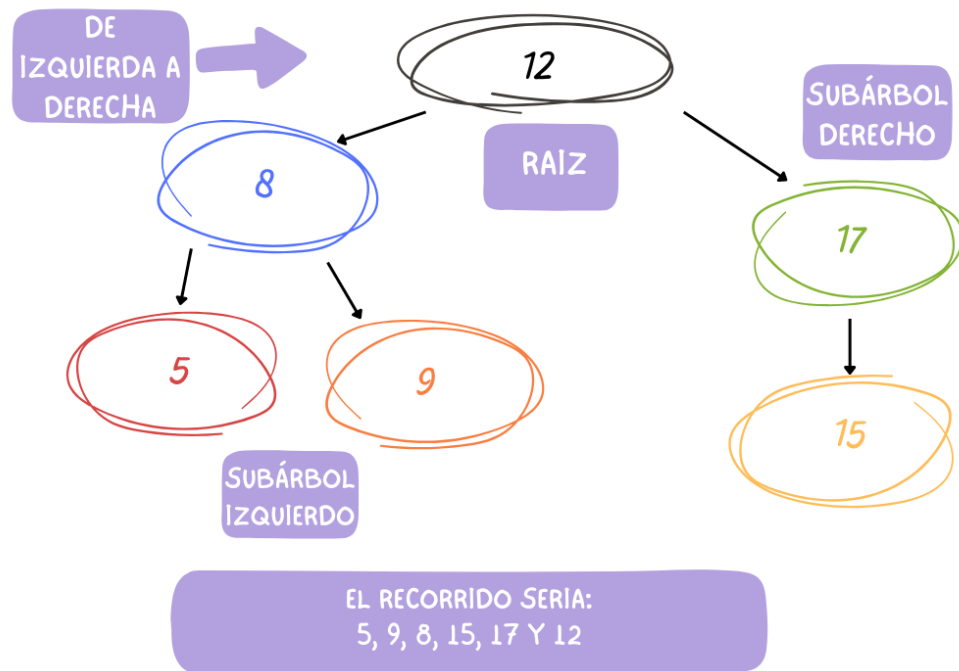 DE
IZQUIERDA A
DERECHA
12
SUBÁRBOL
DERECHO
RAIZ
8
17
5
9
15
SUBÁRBOL
IZQUIERDO
EL RECORRIDO SERIA:
5, 9, 8, 15, 17 Y 12